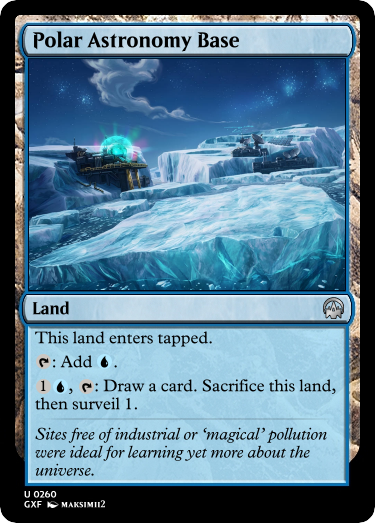 Polar Astronomy Base
Land
This land enters tapped.
: Add .
1 , : Draw a card. Sacrifice this land,
then surveil 1.
Sites free of industrial or ‘magical’ pollution
were ideal for learning yet more about the
universe.
U 0260
GXF MAKSIMII2